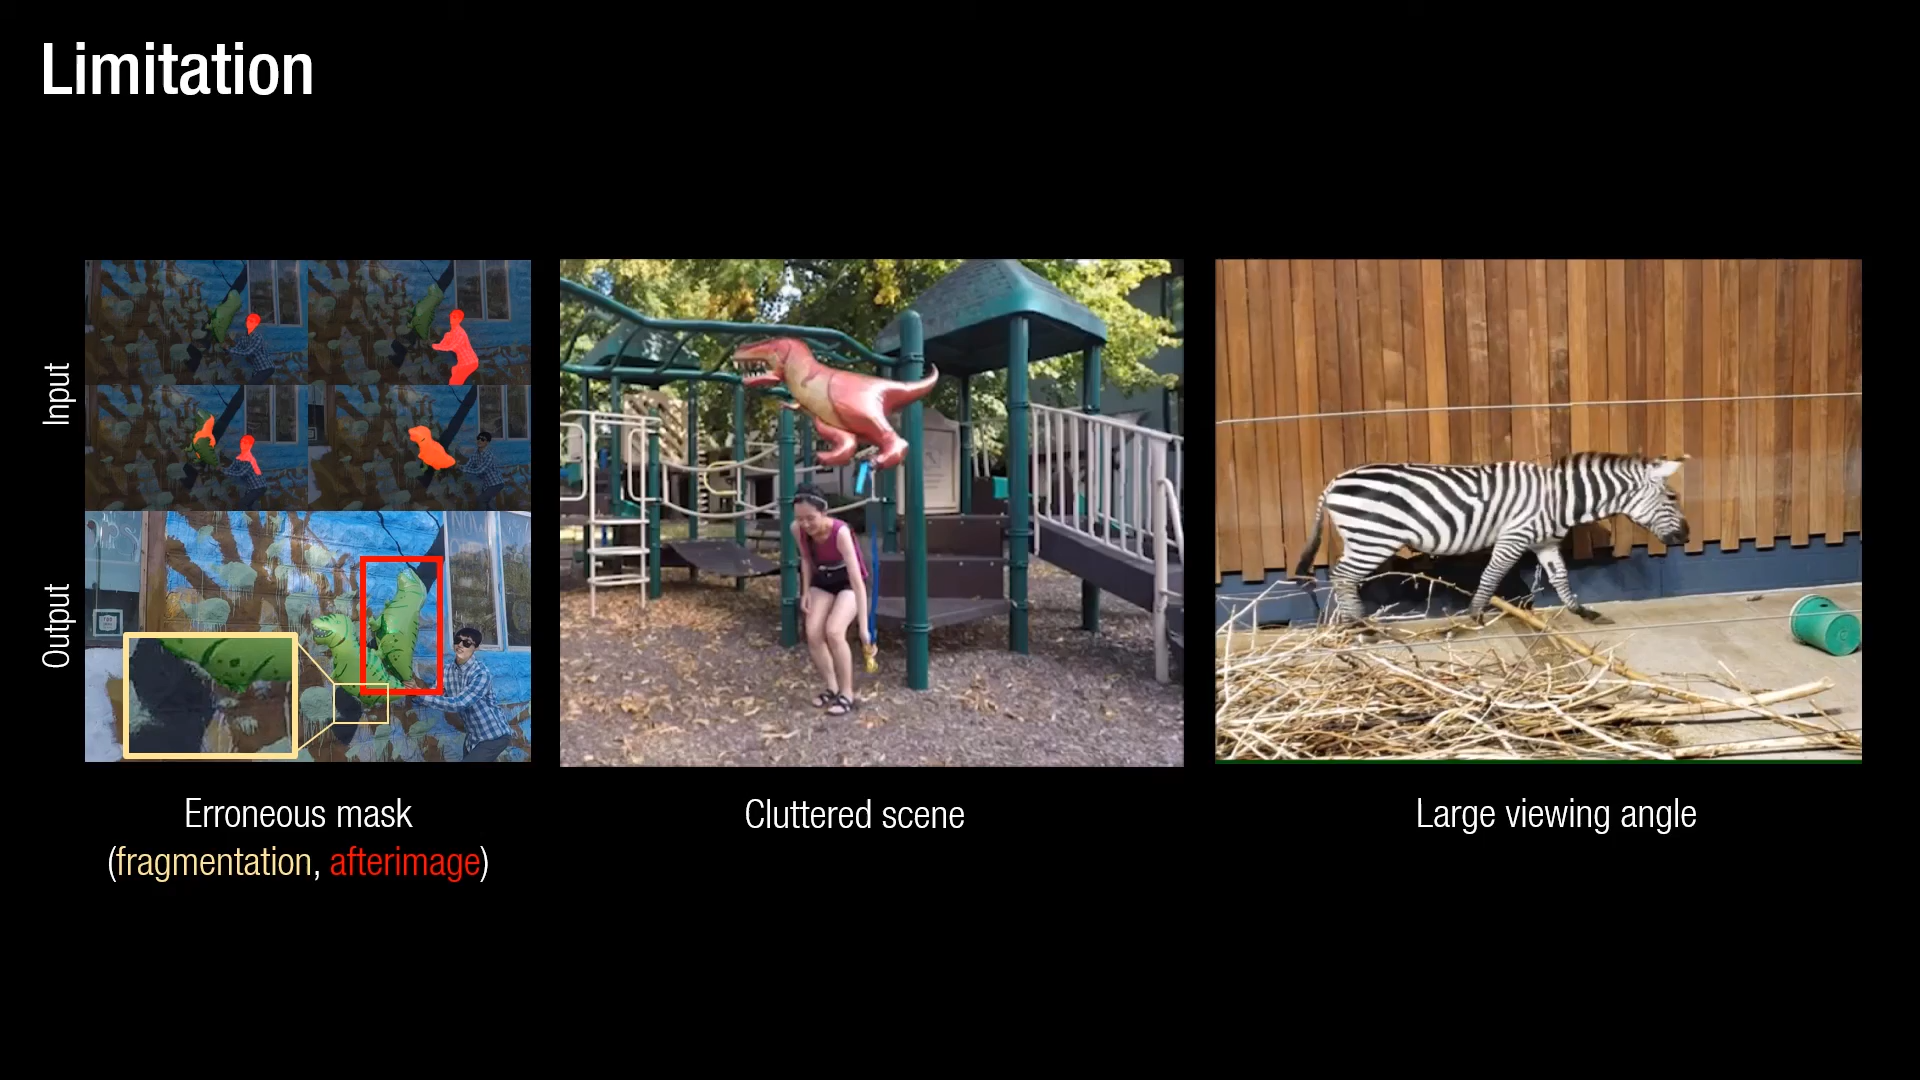 Limitation
Input
Output
Erroneous mask
(fragmentation, afterimage)
Cluttered scene
Large viewing angle